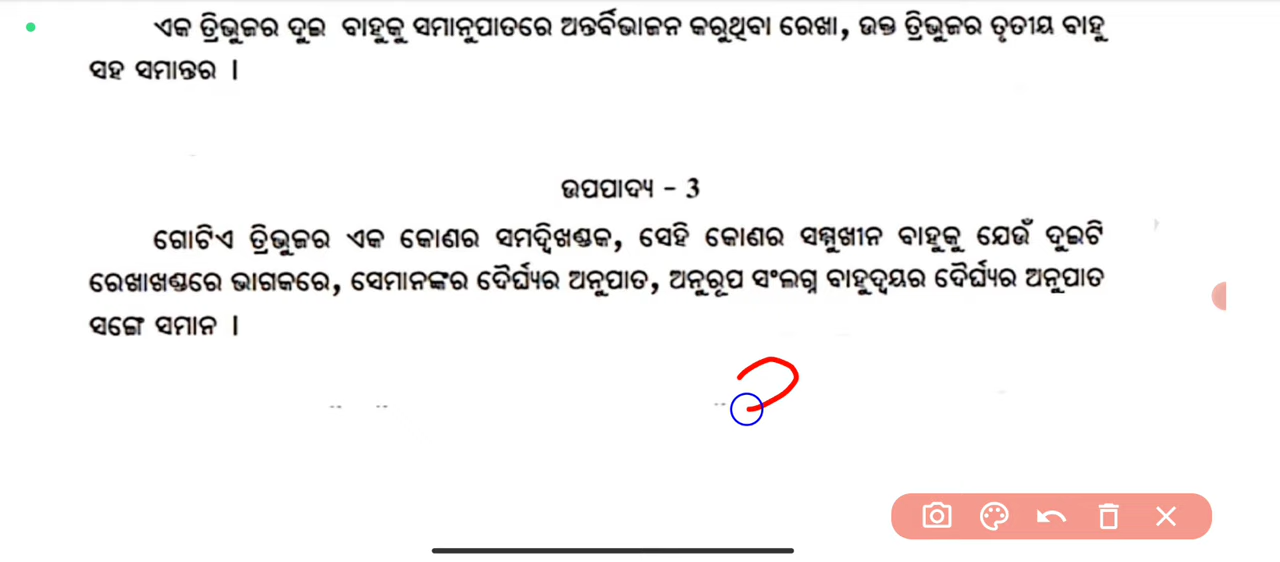 ଏକ ତ୍ରିଭୁଜର ଦୁଇ ବାହୁକୁ ସମାନୁପାତରେ ଅନ୍ତର୍ବିଭାଜନ କରୁଥିବା ରେଖା, ଉକ୍ତ ତ୍ରିଭୁଜର ତୃତୀୟ ବାହୁ
ସହ ସମାନ୍ତର ।
ଉପପାଦ୍ୟ - 3
ଗୋଟିଏ ତ୍ରିଭୁଜର ଏକ କୋଣର ସମଦ୍ୱିଖଣ୍ଡକ, ସେହି କୋଣର ସମ୍ମୁଖୀନ ବାହୁକୁ ଯେଉଁ ଦୁଇଟି
ରେଖାଖଣ୍ଡରେ ଭାଗକରେ, ସେମାନଙ୍କର ଦୈର୍ଘ୍ୟର ଅନୁପାତ, ଅନୁରୂପ ସଂଲଗ୍ନ ବାହୁଦ୍ୱୟର ଦୈର୍ଘ୍ୟର ଅନୁପାତ
ସଙ୍ଗେ ସମାନ ।